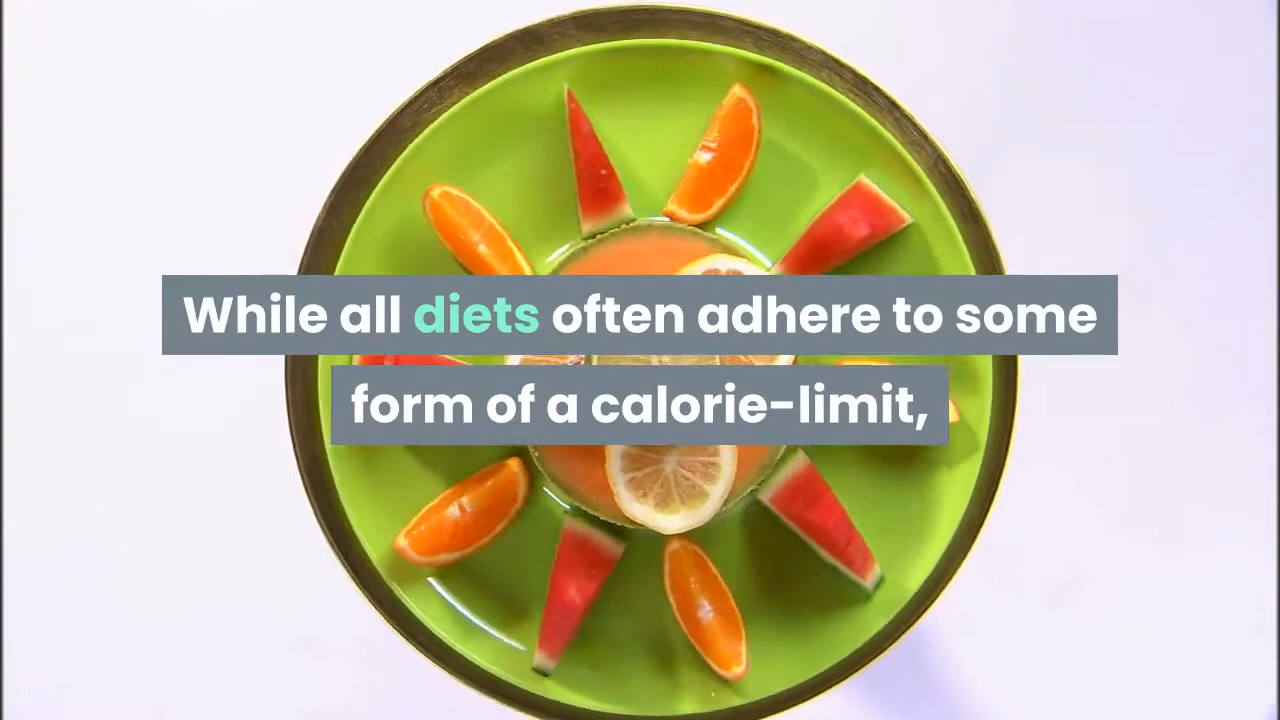 While all diets often adhere to some
form of a calorie-limit,